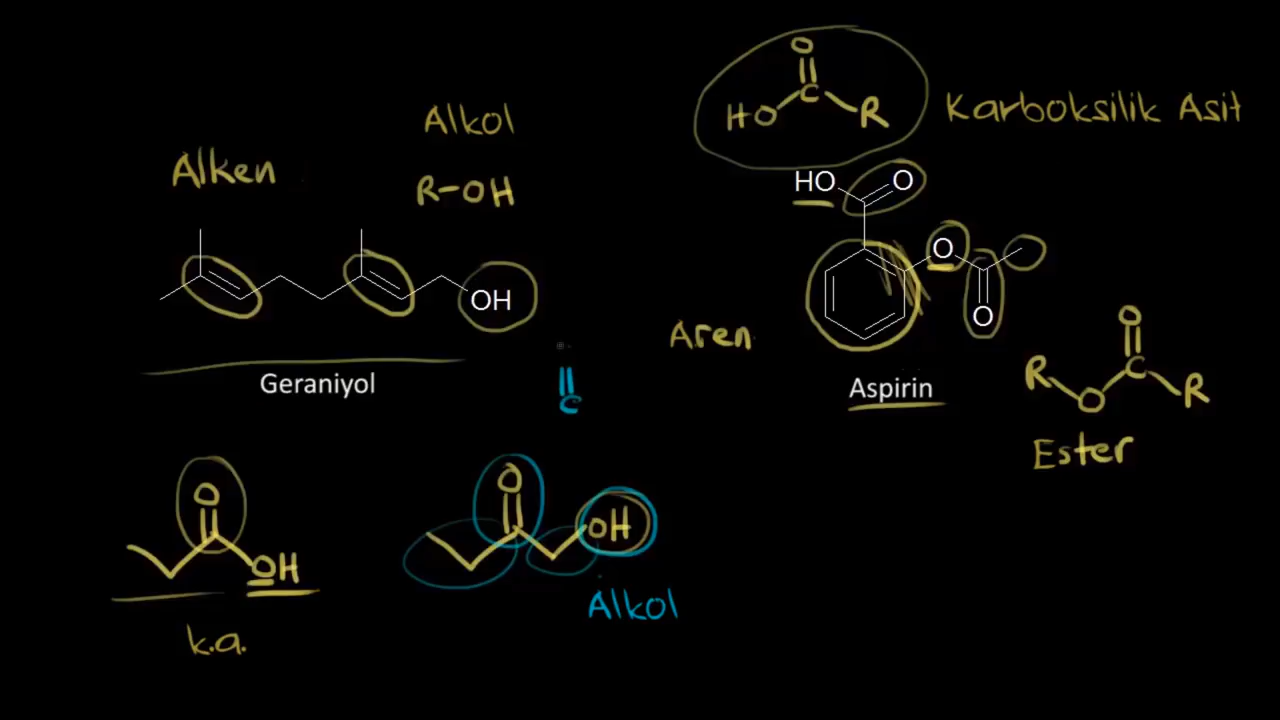 Alken
Alkol
R-OH
OH
Geraniyol
O
HO C R
Karboksilik Asit
HO O
O
O
Aren
Aspirin
O
R O C R
Ester
C
O
OH
k.a.
O
OH
Alkol